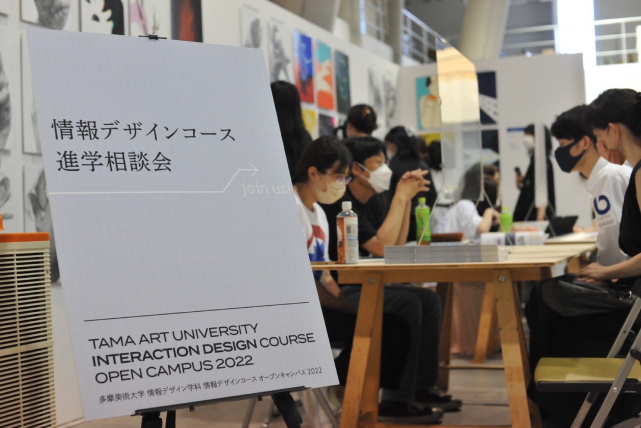 情報デザインコース
進学相談会
join us!
TAMA ART UNIVERSITY
INTERACTION DESIGN COURSE
OPEN CAMPUS 2022
多摩美術大学 情報デザイン学科 情報デザインコース オープンキャンパス 2022